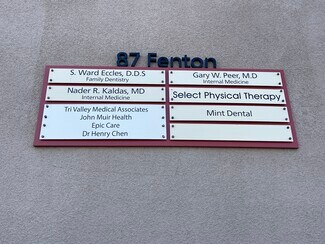 87 Fenton
S. Ward Eccles, D.D.S
Family Dentistry
Nader R. Kaldas, MD
Internal Medicine
Tri Valley Medical Associates
John Muir Health
Epic Care
Dr Henry Chen
Gary W. Peer, M.D
Internal Medicine
Select Physical Therapy
Mint Dental